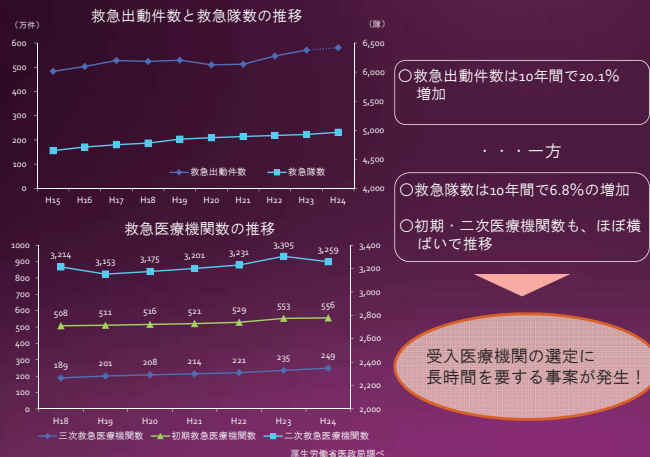 救急出動件数と救急隊数の推移
（万件）
（隊）
600
500
400
300
200
100
0
6,500
6,000
5,500
5,000
4,500
4,000
救急出動件数
救急隊数
H15 H16 H17 H18 H19 H20 H21 H22 H23 H24
救急医療機関数の推移
1000
900
800
700
600
500
400
300
200
100
0
3,400
3,200
3,000
2,800
2,600
2,400
2,200
2,000
3,214 3,153 3,175 3,201 3,231 3,305 3,259
508 511 516 521 529 553 556
189 201 208 214 221 235 249
H18 H19 H20 H21 H22 H23 H24
三次救急医療機関数 初期救急医療機関数 二次救急医療機関数
厚生労働省医政局調べ
○救急出動件数は10年間で20.1％
増加
・・・一方
○救急隊数は10年間で6.8％の増加
○初期・二次医療機関数も、ほぼ横
ばいで推移
受入医療機関の選定に
長時間を要する事案が発生！